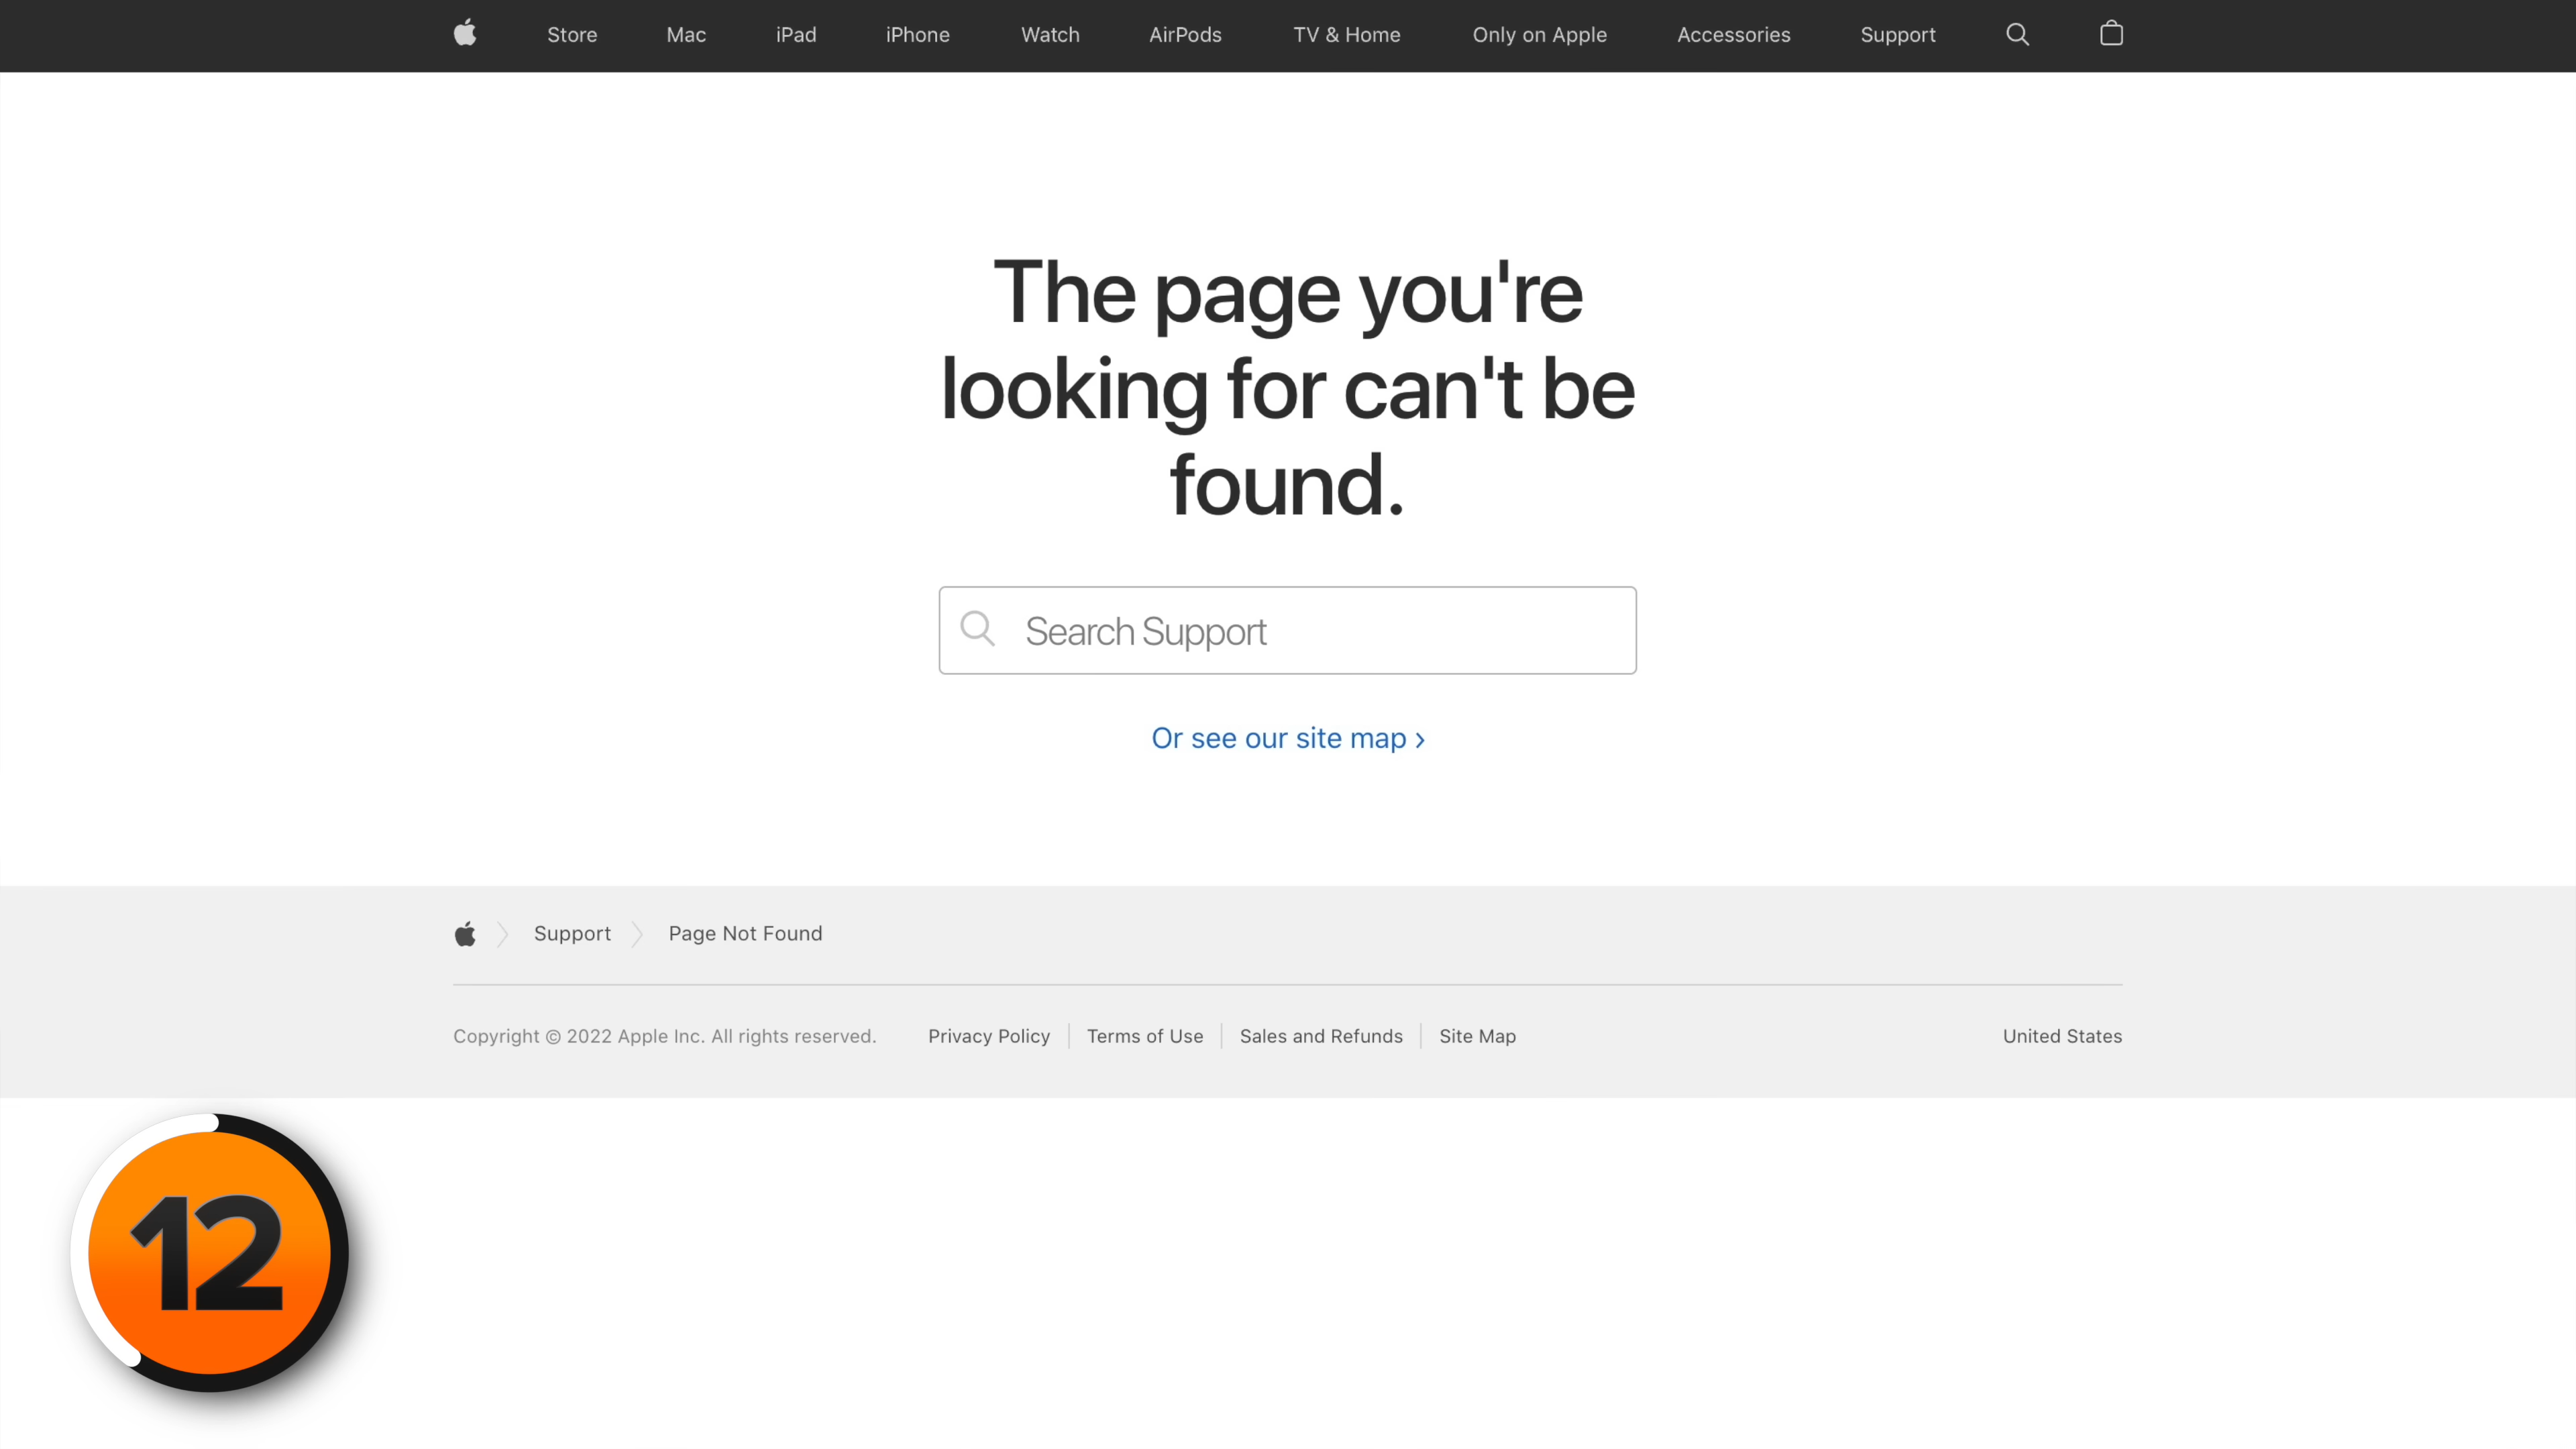 Store Mac iPad iPhone Watch AirPods TV & Home Only on Apple Accessories Support
The page you're
looking for can't be
found.
Search Support
Or see our site map ›
Support Page Not Found
Copyright © 2022 Apple Inc. All rights reserved. Privacy Policy Terms of Use Sales and Refunds Site Map United States
12